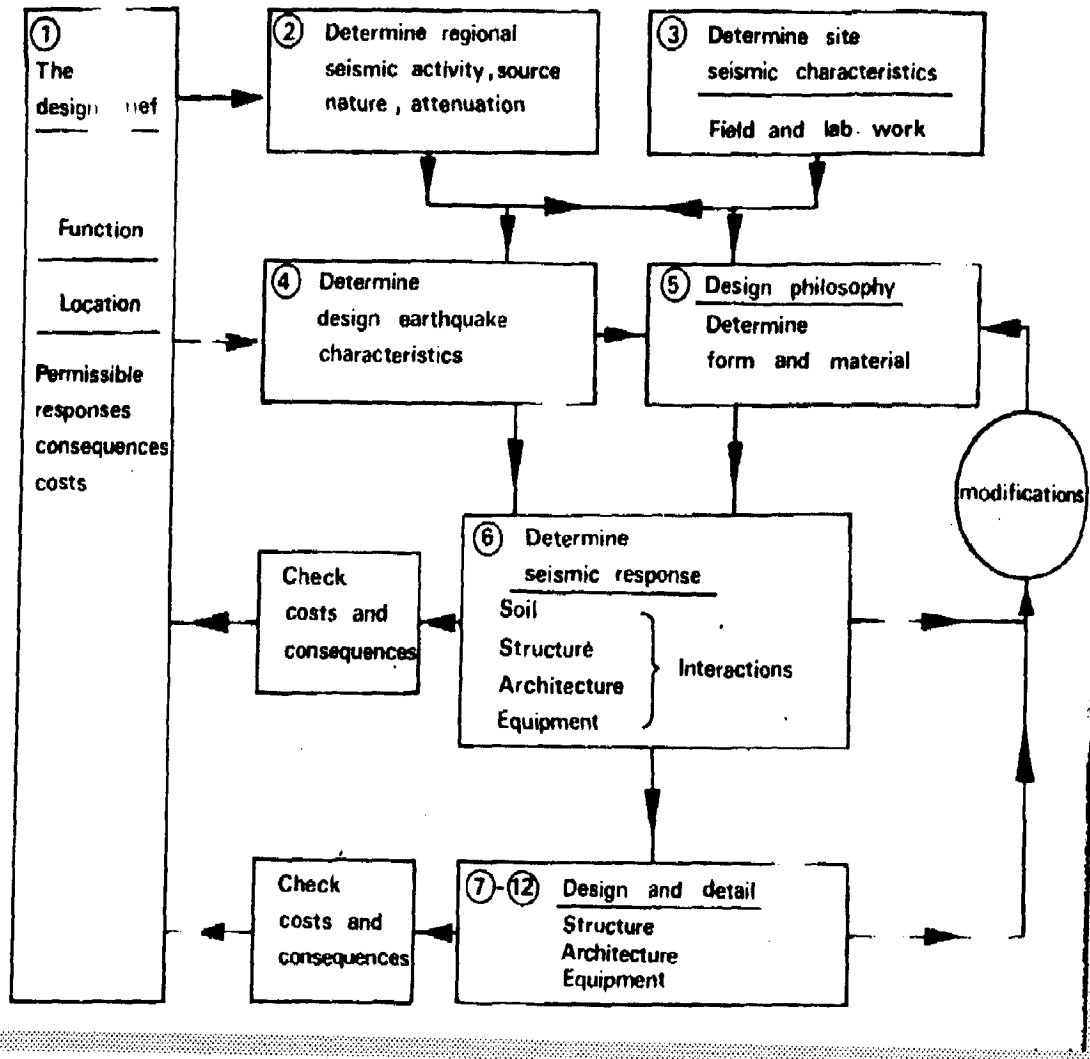 1
The
design
Function
Location
Permissible
responses
consequences
costs
2 Determine regional
seismic activity, source
nature, attenuation
3 Determine site
seismic characteristics
Field and lab work
4 Determine
design earthquake
characteristics
5 Design philosophy
Determine
form and material
modifications
6 Determine
seismic response
Soil
Structure
Architecture
Equipment
Interactions
Check
costs and
consequences
7-12 Design and detail
Structure
Architecture
Equipment
Check
costs and
consequences